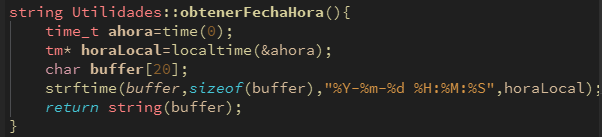 string Utilidades::obtenerFechaHora(){
    time_t ahora=time(0);
    tm* horaLocal=localtime(&ahora);
    char buffer[20];
    strftime(buffer,sizeof(buffer),"%Y-%m-%d %H:%M:%S",horaLocal);
    return string(buffer);
}